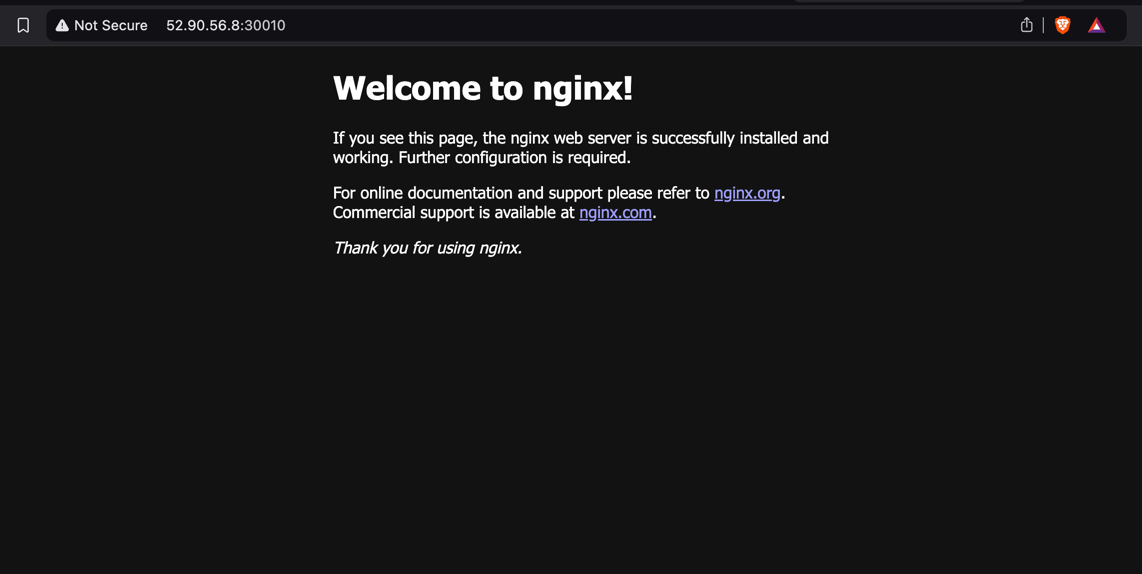 Not Secure 52.90.56.8:30010
Welcome to nginx!
If you see this page, the nginx web server is successfully installed and
working. Further configuration is required.
For online documentation and support please refer to nginx.org.
Commercial support is available at nginx.com.
Thank you for using nginx.